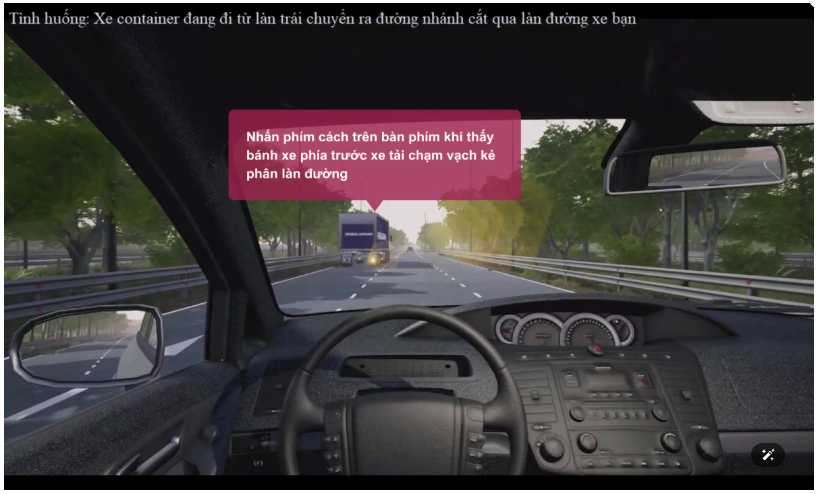 Tình huống: Xe container đang đi từ làn trái chuyển ra đường nhánh cắt qua làn đường xe bạn
Nhấn phím cách trên bàn phím khi thấy
bánh xe phía trước xe tải chạm vạch kẻ
phân làn đường